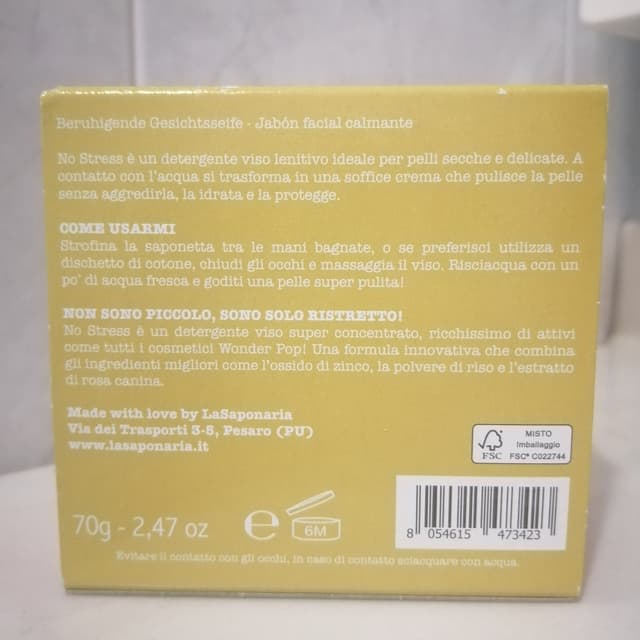 Beruhigende Gesichtsseife - Jabón facial calmante
No Stress è un detergente viso lenitivo ideale per pelli secche e delicate. A
contatto con l'acqua si trasforma in una soffice crema che pulisce la pelle
senza aggredirla, la idrata e la protegge.
COME USARMI
Strofina la saponetta tra le mani bagnate, o se preferisci utilizza un
dischetto di cotone, chiudi gli occhi e massaggia il viso. Risciacqua con un
po' di acqua fresca e goditi una pelle super pulita!
NON SONO PICCOLO, SONO SOLO RISTRETTO!
No Stress è un detergente viso super concentrato, ricchissimo di attivi
come tutti i cosmetici Wonder Pop! Una formula innovativa che combina
gli ingredienti migliori come l'ossido di zinco, la polvere di riso e l'estratto
di rosa canina.
Made with love by LaSaponaria
Via dei Trasporti 3-5, Pesaro (PU)
www.lasaponaria.it
FSC
MISTO
Imballaggio
FSC® C022744
70g - 2,47 oz
e
6M
8 054615 473423
Evitare il contatto con gli occhi, in caso di contatto sciacquare con acqua.